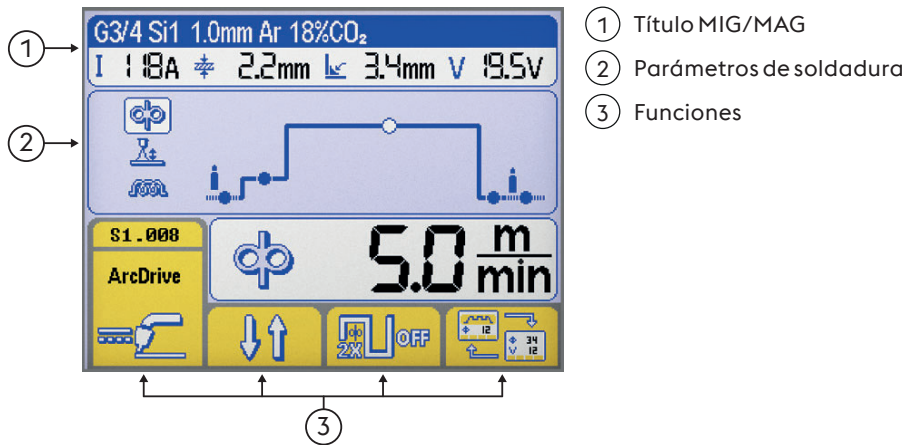 G3/4 Si1 1.0mm Ar 18%CO₂
I 118A 2.2mm 3.4mm V 19.5V
S1.008
ArcDrive
5.0 m/min
2X OFF
12
34
V 12
1
2
3
1 Título MIG/MAG
2 Parámetros de soldadura
3 Funciones